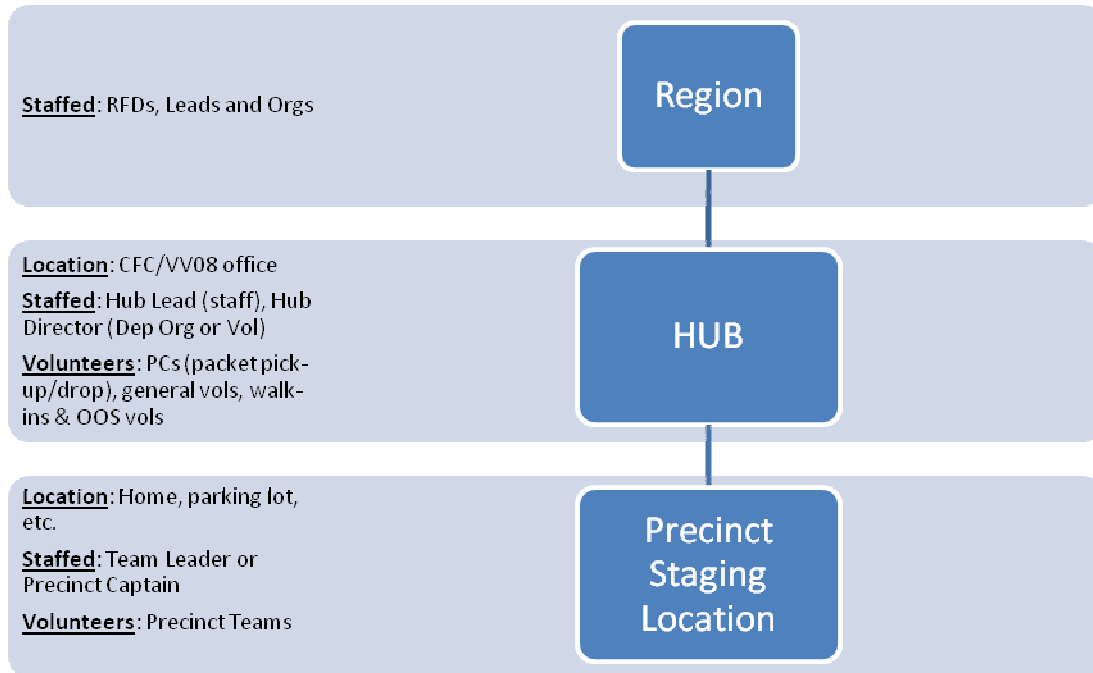 Staffed: RFDs, Leads and Orgs
Region
Location: CFC/VV08 office
Staffed: Hub Lead (staff), Hub
Director (Dep Org or Vol)
Volunteers: PCs (packet pick-
up/drop), general vols, walk-
ins & OOS vols
HUB
Location: Home, parking lot,
etc.
Staffed: Team Leader or
Precinct Captain
Volunteers: Precinct Teams
Precinct
Staging
Location